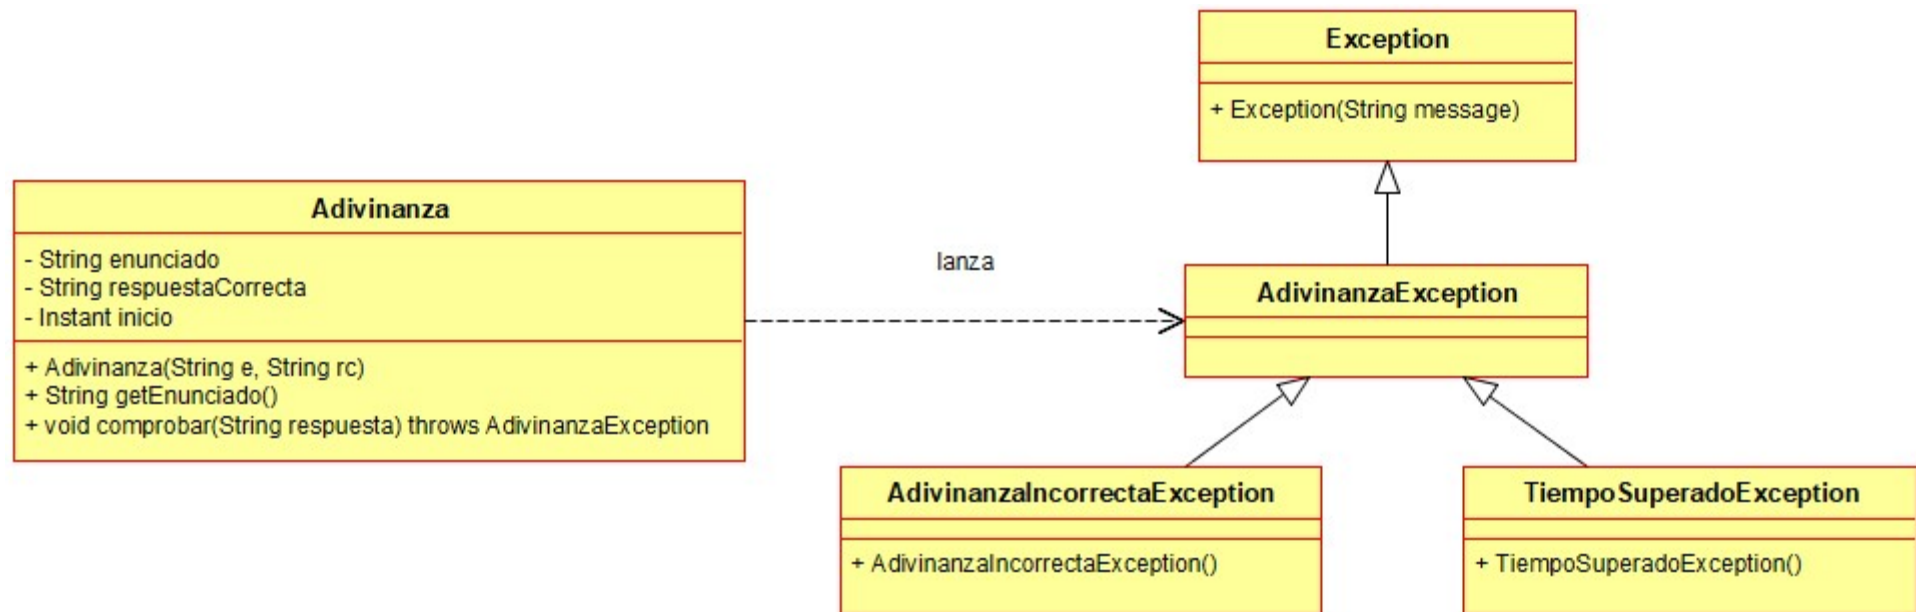 Exception
+ Exception(String message)
Adivinanza
- String enunciado
- String respuestaCorrecta
- Instant inicio
+ Adivinanza(String e, String rc)
+ String getEnunciado()
+ void comprobar(String respuesta) throws AdivinanzaException
lanza
AdivinanzaException
AdivinanzaIncorrectaException
+ AdivinanzaIncorrectaException()
TiempoSuperadoException
+ TiempoSuperadoException()